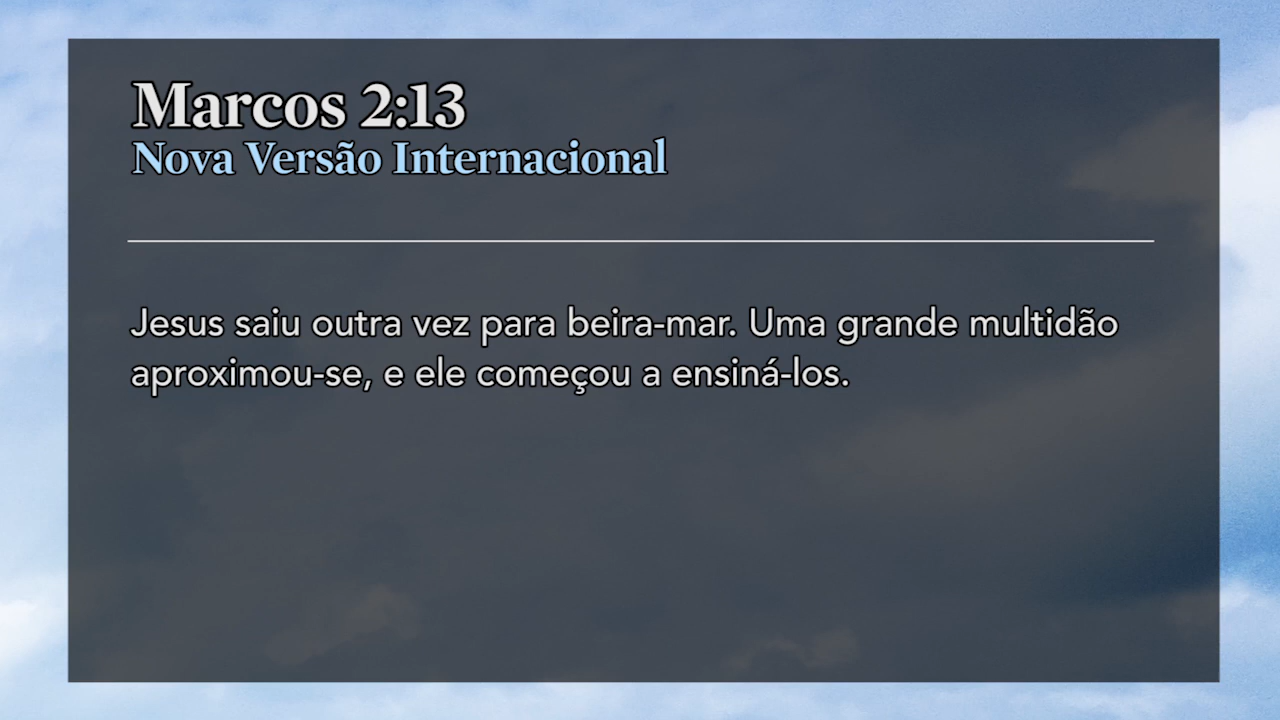 Marcos 2:13
Nova Versão Internacional
Jesus saiu outra vez para beira-mar. Uma grande multidão
aproximou-se, e ele começou a ensiná-los.